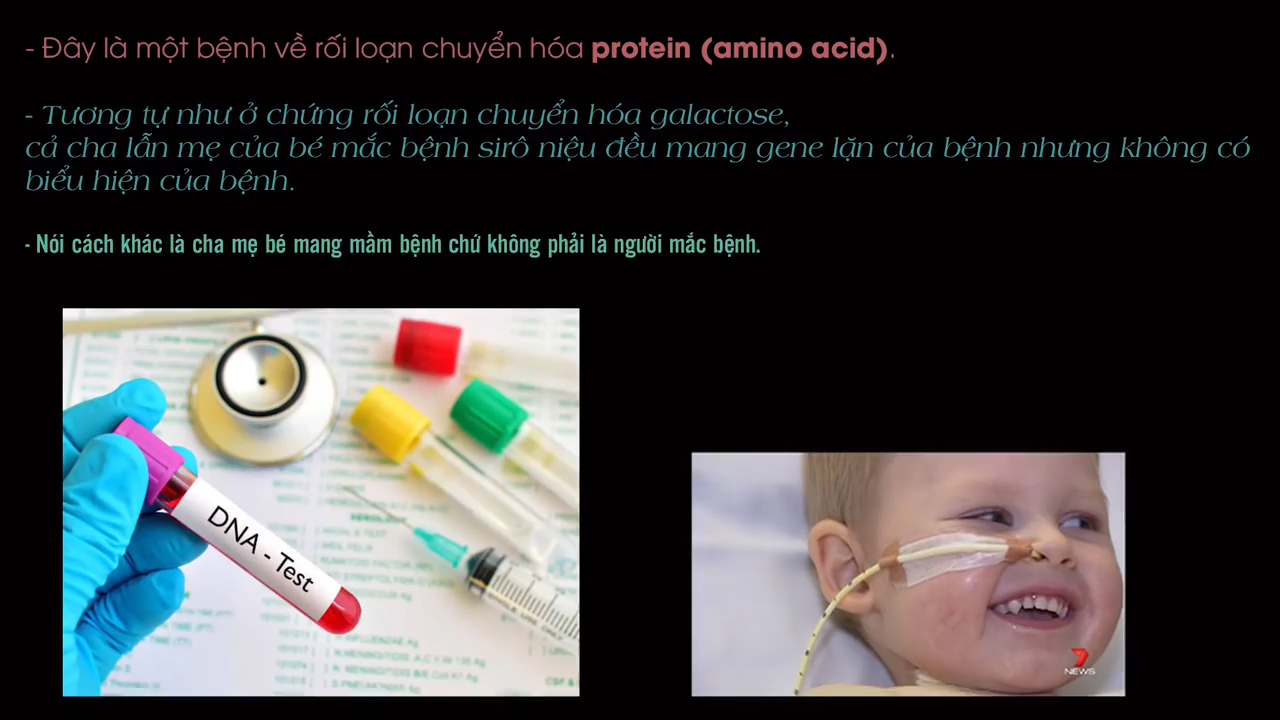 - Đây là một bệnh về rối loạn chuyển hóa protein (amino acid).
- Tương tự như ở chứng rối loạn chuyển hóa galactose,
cả cha lẫn mẹ của bé mắc bệnh sirô niệu đều mang gene lặn của bệnh nhưng không có
biểu hiện của bệnh.
- Nói cách khác là cha mẹ bé mang mầm bệnh chứ không phải là người mắc bệnh.
DNA - Test
7
NEWS